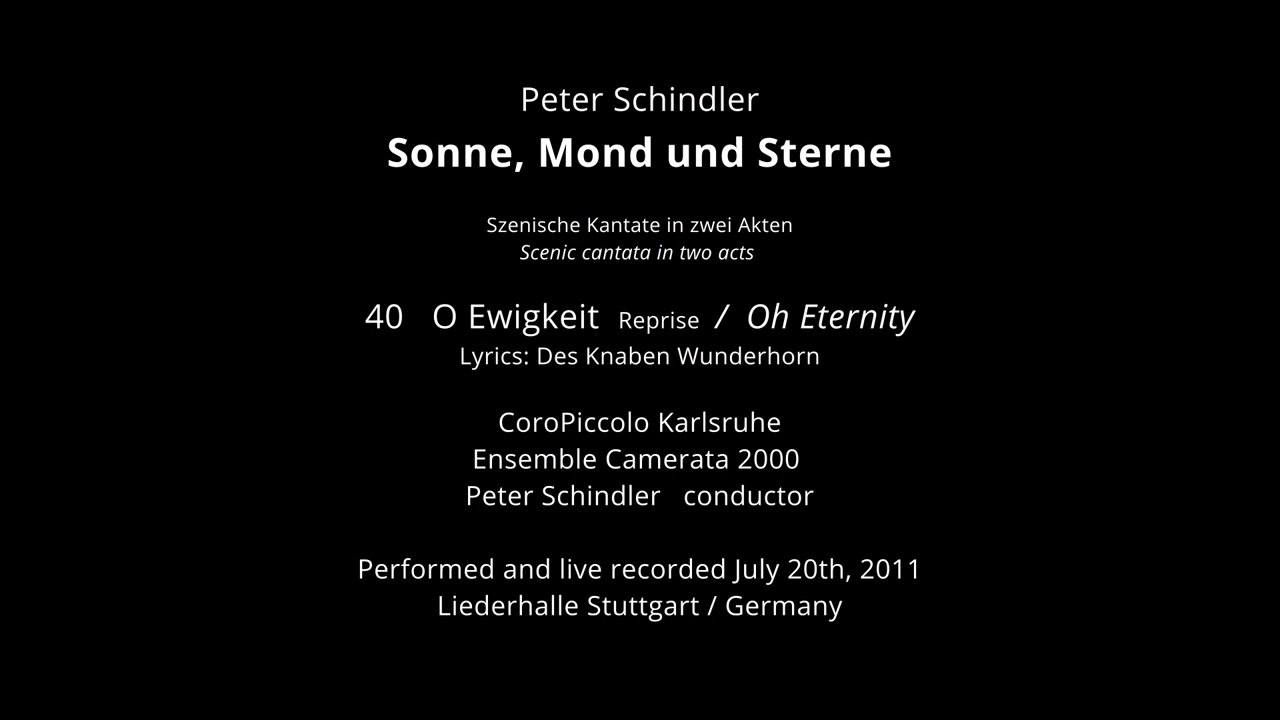 Peter Schindler
Sonne, Mond und Sterne
Szenische Kantate in zwei Akten
Scenic cantata in two acts
40 O Ewigkeit Reprise / Oh Eternity
Lyrics: Des Knaben Wunderhorn
CoroPiccolo Karlsruhe
Ensemble Camerata 2000
Peter Schindler conductor
Performed and live recorded July 20th, 2011
Liederhalle Stuttgart / Germany